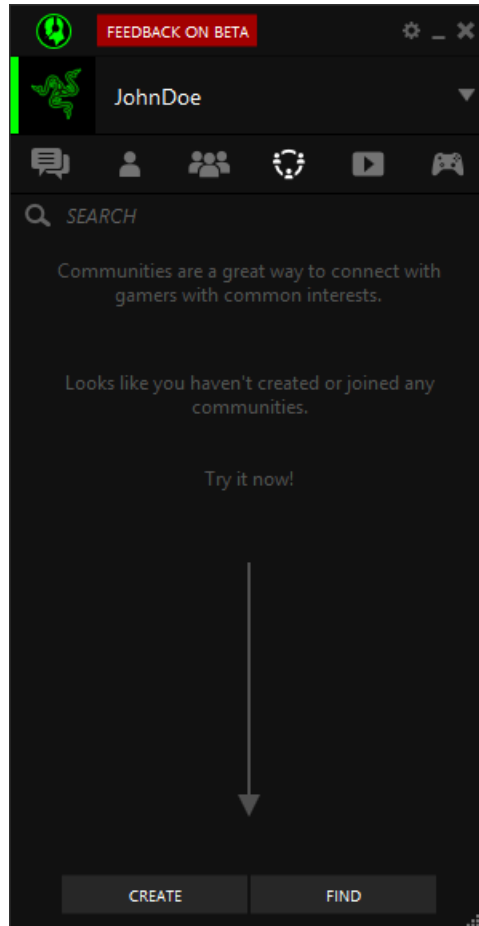 FEEDBACK ON BETA
JohnDoe
SEARCH
Communities are a great way to connect with
gamers with common interests.
Looks like you haven't created or joined any
communities.
Try it now!
CREATE
FIND